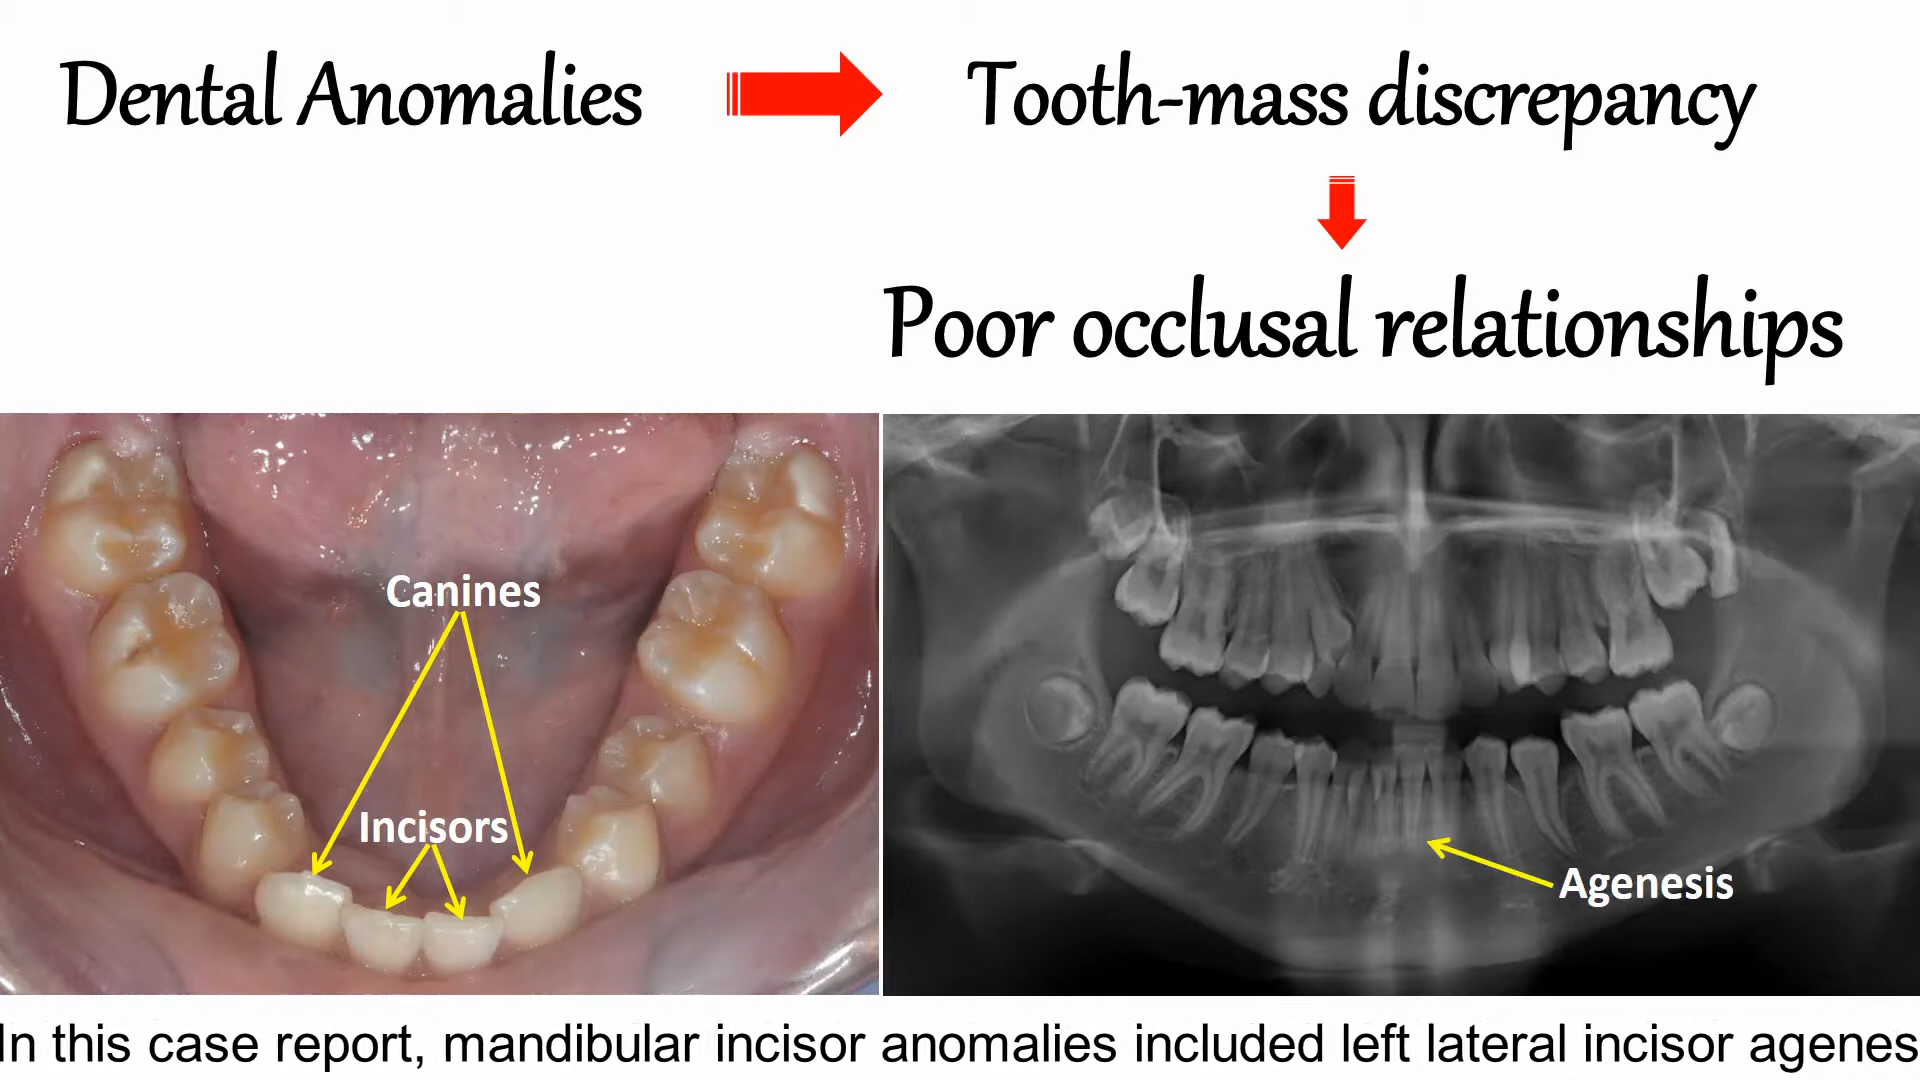 Dental Anomalies
Tooth-mass discrepancy
Poor occlusal relationships
Canines
Incisors
Agenesis
In this case report, mandibular incisor anomalies included left lateral incisor agenes